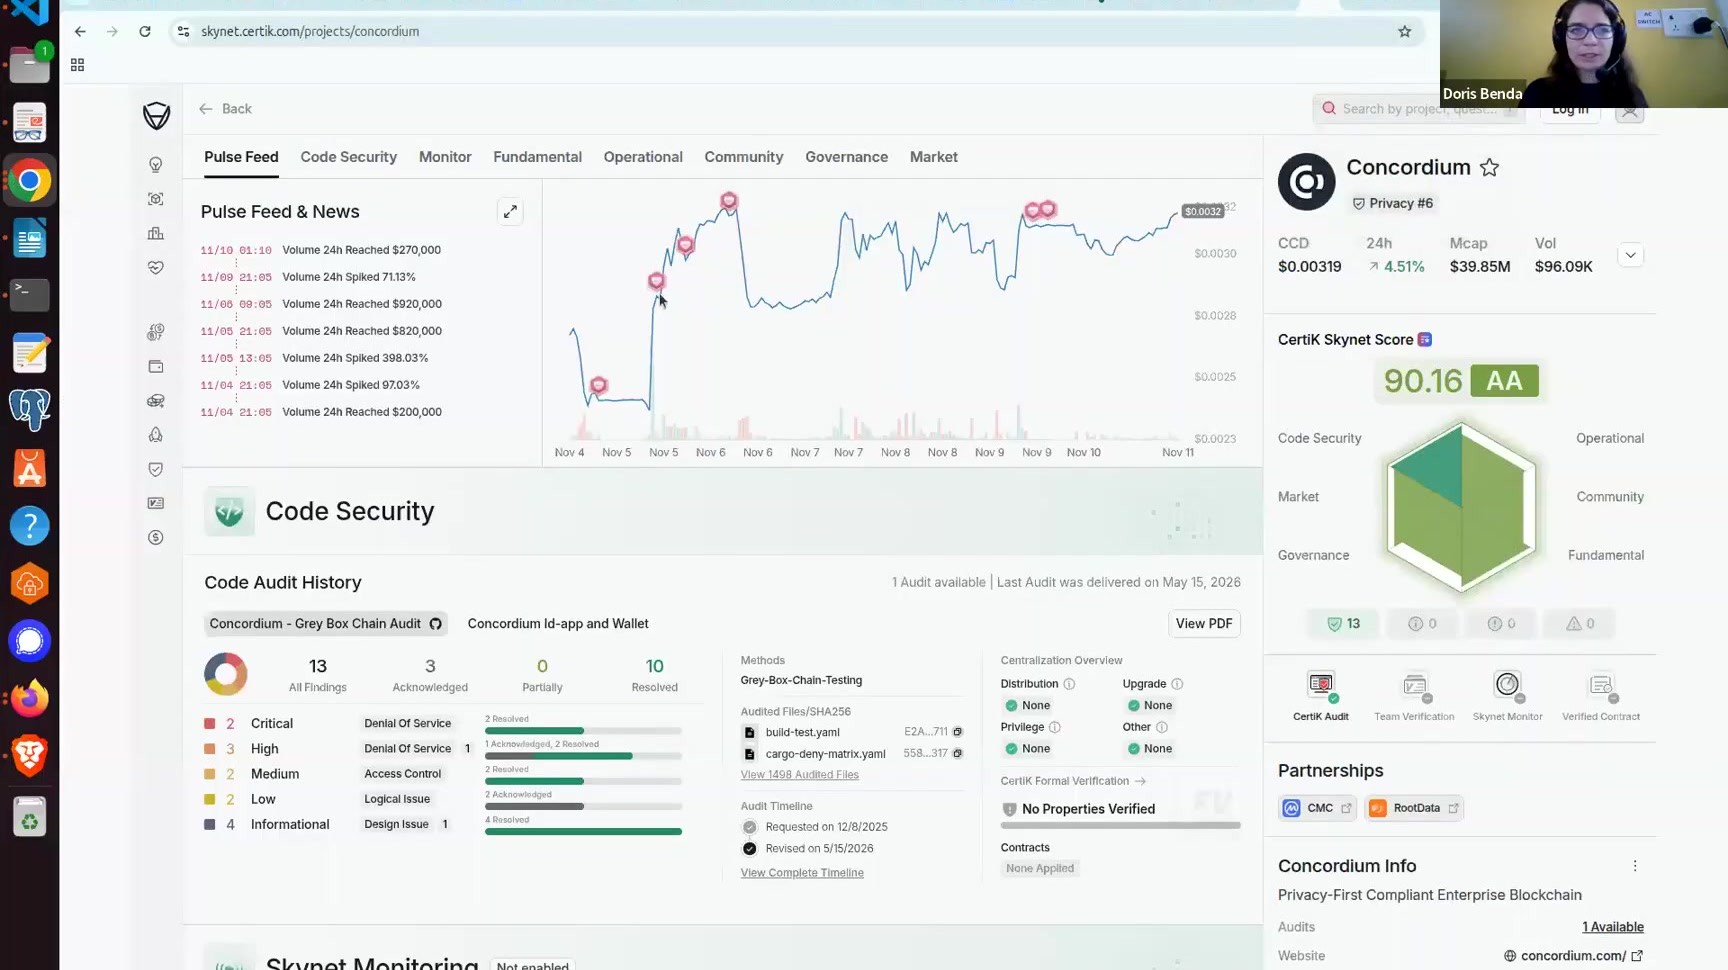 1
skynet.certik.com/projects/concordium
AC
SWITCH
Doris Benda
Back
Search by project, quest...
Log In
Pulse Feed
Code Security
Monitor
Fundamental
Operational
Community
Governance
Market
Pulse Feed & News
11/10 01:10 Volume 24h Reached $270,000
11/09 21:05 Volume 24h Spiked 71.13%
11/06 09:05 Volume 24h Reached $920,000
11/05 21:05 Volume 24h Reached $820,000
11/05 13:05 Volume 24h Spiked 398.03%
11/04 21:05 Volume 24h Spiked 97.03%
11/04 21:05 Volume 24h Reached $200,000
$0.0032
$0.0030
$0.0028
$0.0025
$0.0023
Nov 4 Nov 5 Nov 5 Nov 6 Nov 6 Nov 7 Nov 7 Nov 8 Nov 8 Nov 9 Nov 9 Nov 10 Nov 11
Concordium
Privacy #6
CCD 24h Mcap Vol
$0.00319 4.51% $39.85M $96.09K
CertiK Skynet Score
90.16 AA
Code Security
Operational
Market
Community
Governance
Fundamental
13 0 0 0
CertiK Audit
Team Verification
Skynet Monitor
Verified Contract
Partnerships
CMC
RootData
Concordium Info
Privacy-First Compliant Enterprise Blockchain
Audits 1 Available
Website concordium.com/
Code Security
Code Audit History
1 Audit available | Last Audit was delivered on May 15, 2026
Concordium - Grey Box Chain Audit
Concordium Id-app and Wallet
View PDF
13 3 0 10
All Findings Acknowledged Partially Resolved
2 Critical Denial Of Service 2 Resolved
3 High Denial Of Service 1 1 Acknowledged, 2 Resolved
2 Medium Access Control 2 Resolved
2 Low Logical Issue 2 Acknowledged
4 Informational Design Issue 1 4 Resolved
Methods
Grey-Box-Chain-Testing
Audited Files/SHA256
build-test.yaml E2A...711
cargo-deny-matrix.yaml 558...317
View 1498 Audited Files
Audit Timeline
Requested on 12/8/2025
Revised on 5/15/2026
View Complete Timeline
Centralization Overview
Distribution Upgrade
None None
Privilege Other
None None
CertiK Formal Verification
No Properties Verified
Contracts
None Applied
Skynet Monitoring
Not enabled